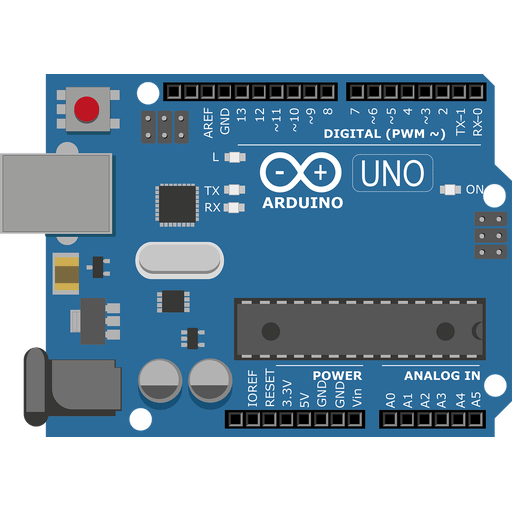 AREF
GND
13
12
~11
~10
~9
8
7
~6
~5
4
~3
2
TX→1
RX←0
DIGITAL (PWM ~)
L
TX
RX
- +
ARDUINO
UNO
ON
POWER
ANALOG IN
IOREF
RESET
3.3V
5V
GND
GND
Vin
A0
A1
A2
A3
A4
A5